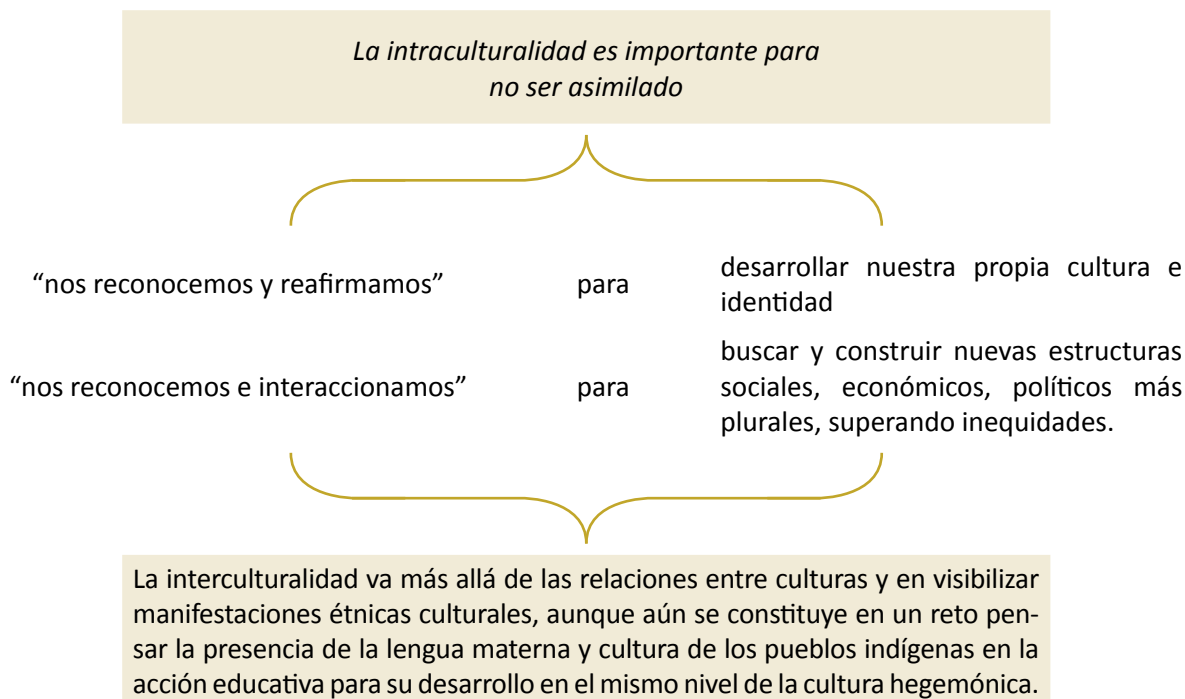 La intraculturalidad es importante para
no ser asimilado
“nos reconocemos y reafirmamos”
para
desarrollar nuestra propia cultura e
identidad
“nos reconocemos e interaccionamos”
para
buscar y construir nuevas estructuras
sociales, económicos, políticos más
plurales, superando inequidades.
La interculturalidad va más allá de las relaciones entre culturas y en visibilizar
manifestaciones étnicas culturales, aunque aún se constituye en un reto pen-
sar la presencia de la lengua materna y cultura de los pueblos indígenas en la
acción educativa para su desarrollo en el mismo nivel de la cultura hegemónica.